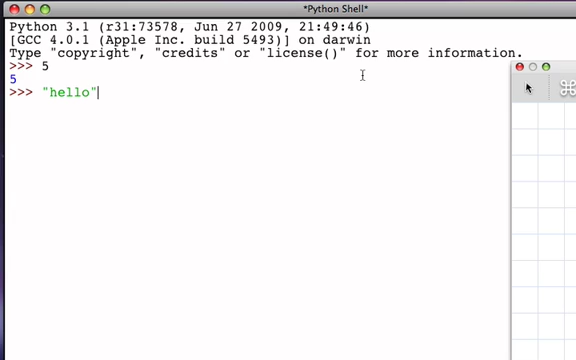 *Python Shell*
Python 3.1 (r31:73578, Jun 27 2009, 21:49:46)
[GCC 4.0.1 (Apple Inc. build 5493)] on darwin
Type "copyright", "credits" or "license()" for more information.
>>> 5
5
>>> "hello"